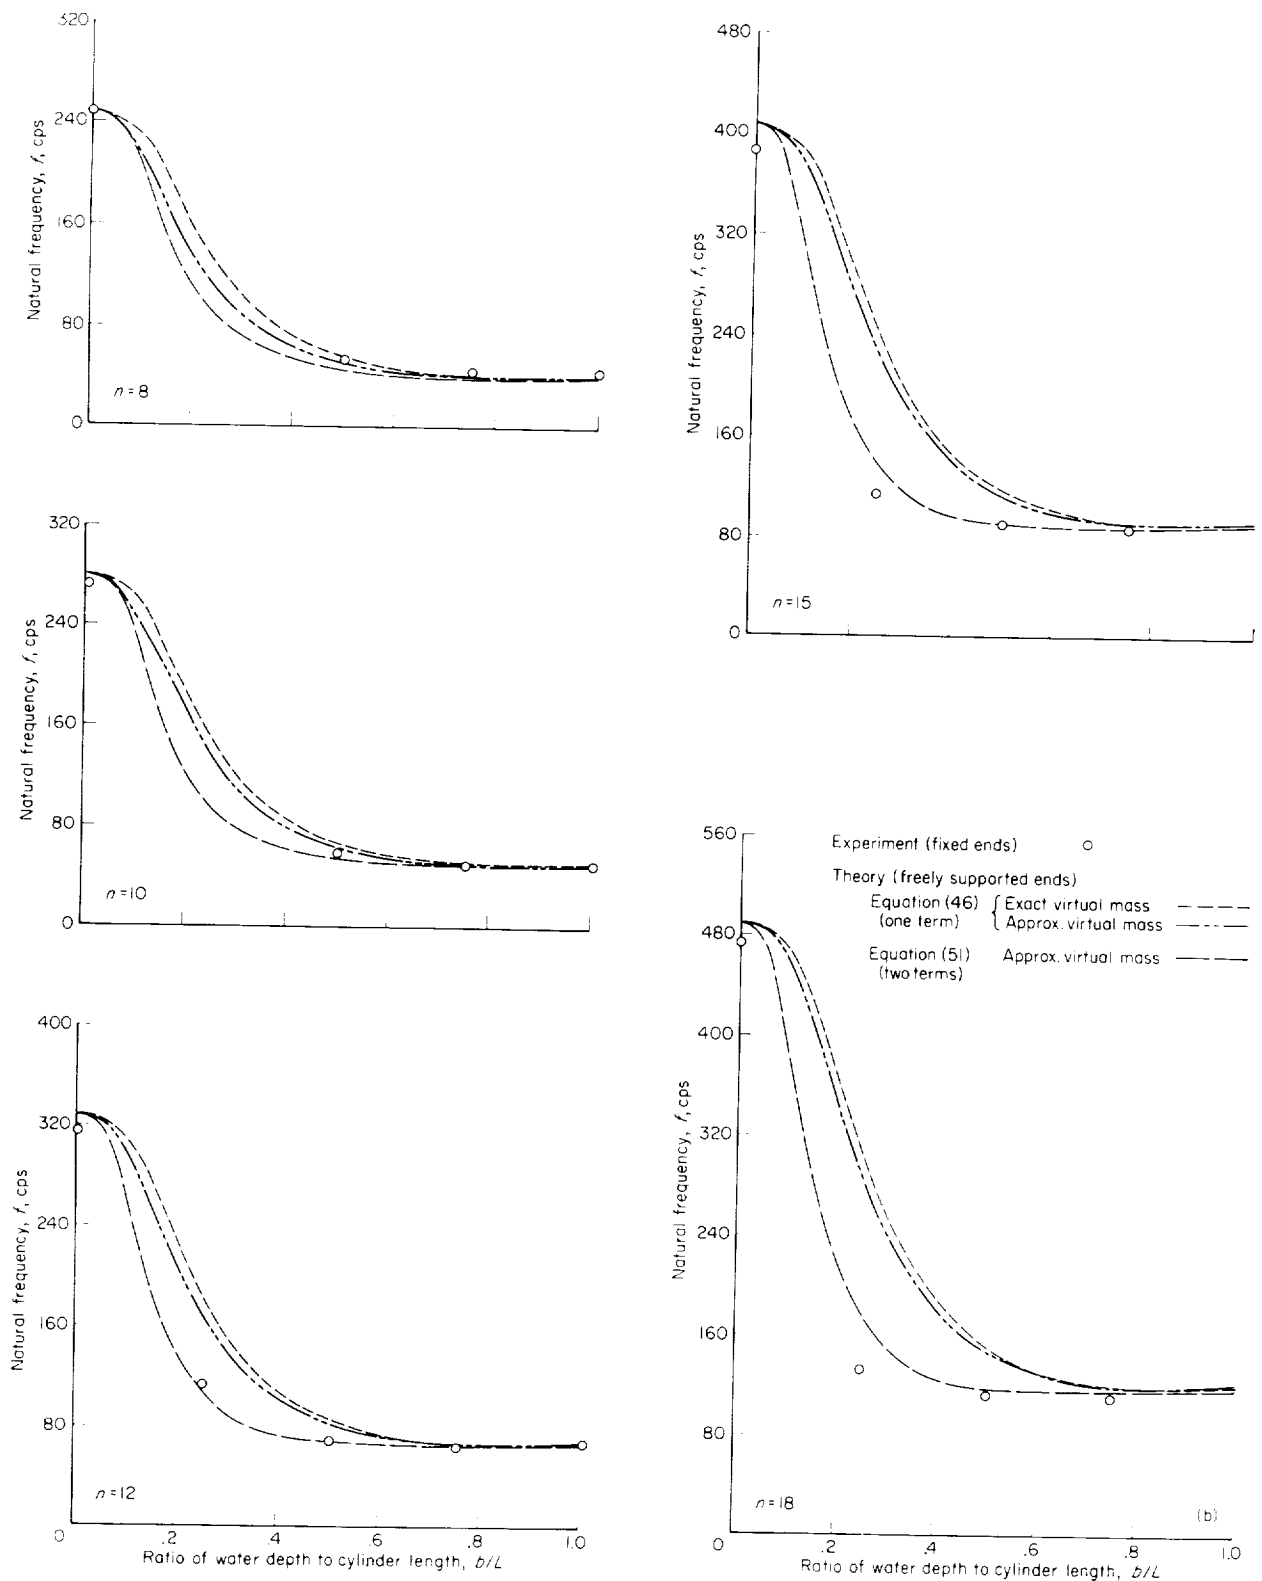 320
240
160
80
0
Natural frequency, f, cps
n=8
320
240
160
80
0
Natural frequency, f, cps
n=10
400
320
240
160
80
0
Natural frequency, f, cps
n=12
.2 .4 .6 .8 1.0
Ratio of water depth to cylinder length, b/L
480
400
320
240
160
80
0
Natural frequency, f, cps
n=15
560
480
400
320
240
160
80
0
Natural frequency, f, cps
Experiment (fixed ends)
Theory (freely supported ends)
Equation (46) { Exact virtual mass
(one term) Approx. virtual mass
Equation (51) Approx. virtual mass
(two terms)
n=18
(b)
.2 .4 .6 .8 1.0
Ratio of water depth to cylinder length, b/L